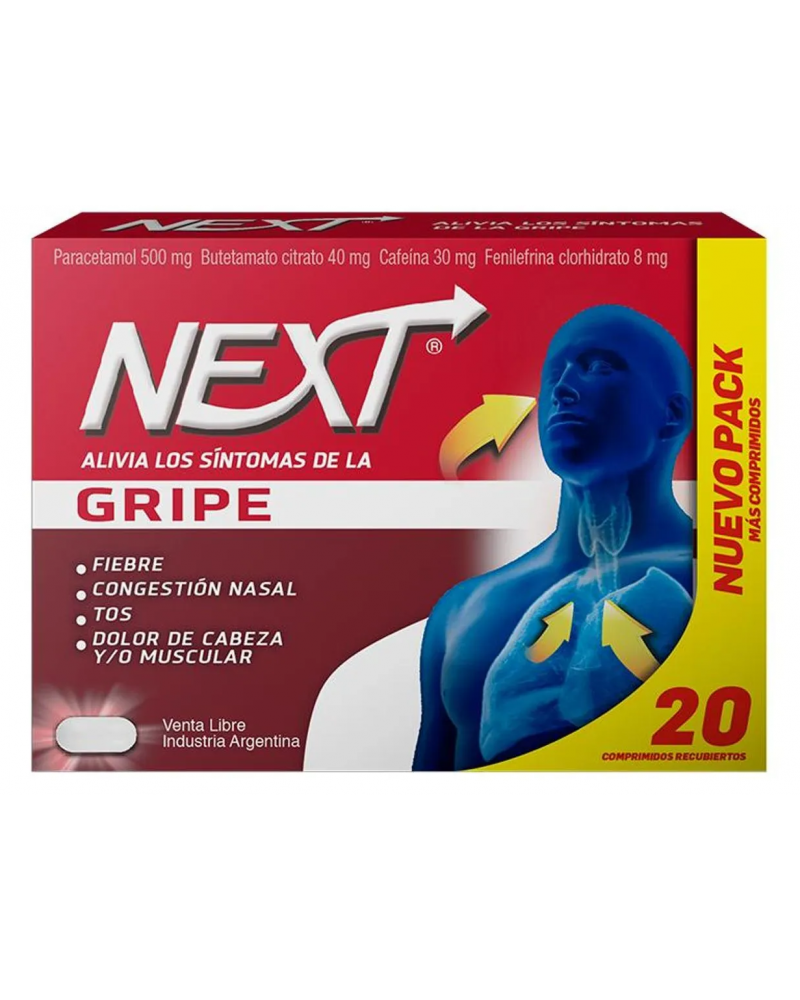 NEXT
ALIVIA LOS SÍNTOMAS
DE LA GRIPE
Paracetamol 500 mg Butetamato citrato 40 mg Cafeína 30 mg Fenilefrina clorhidrato 8 mg
NEXT®
ALIVIA LOS SÍNTOMAS DE LA
GRIPE
• FIEBRE
• CONGESTIÓN NASAL
• TOS
• DOLOR DE CABEZA
Y/O MUSCULAR
Venta Libre
Industria Argentina
NUEVO PACK
MÁS COMPRIMIDOS
20
COMPRIMIDOS RECUBIERTOS